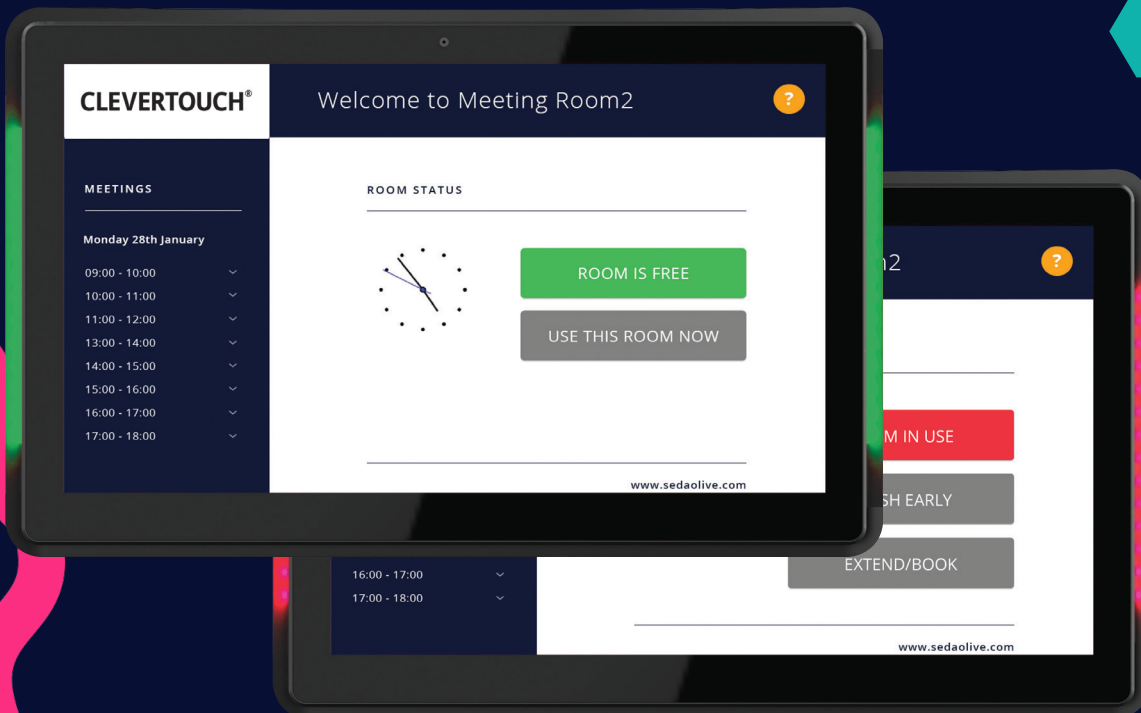 CLEVERTOUCH®
Welcome to Meeting Room2
?
MEETINGS
Monday 28th January
09:00 - 10:00
10:00 - 11:00
11:00 - 12:00
13:00 - 14:00
14:00 - 15:00
15:00 - 16:00
16:00 - 17:00
17:00 - 18:00
ROOM STATUS
ROOM IS FREE
USE THIS ROOM NOW
www.sedaolive.com
?
M IN USE
SH EARLY
EXTEND/BOOK
16:00 - 17:00
17:00 - 18:00
www.sedaolive.com